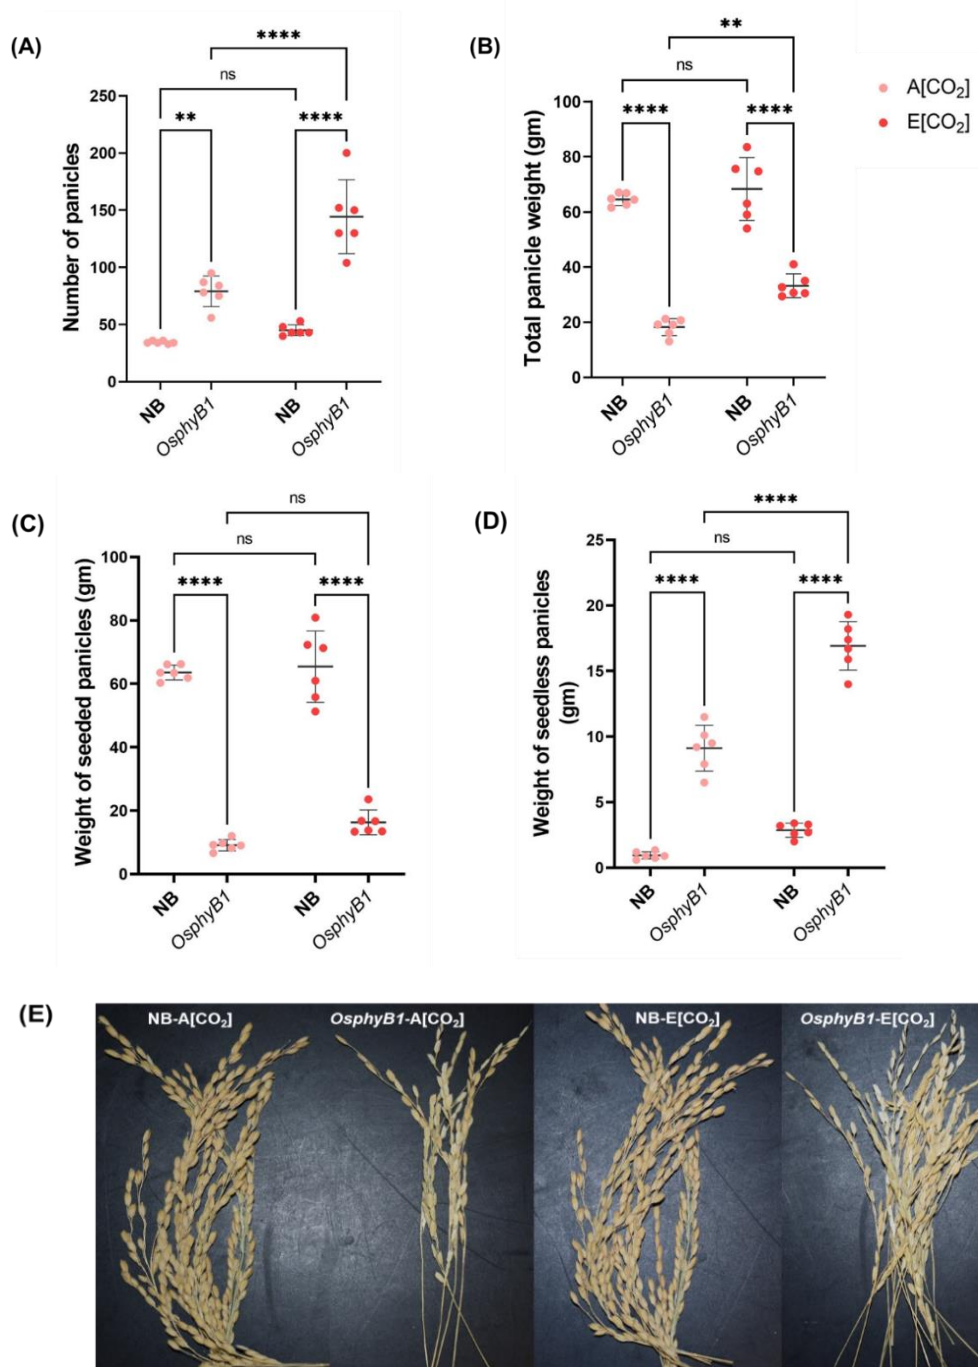 (A)
****
ns
**
****
Number of panicles
250
200
150
100
50
0
NB
OsphyB1
NB
OsphyB1
(B)
**
ns
****
****
Total panicle weight (gm)
100
80
60
40
20
0
NB
OsphyB1
NB
OsphyB1
A[CO₂]
E[CO₂]
(C)
ns
ns
****
****
Weight of seeded panicles (gm)
100
80
60
40
20
0
NB
OsphyB1
NB
OsphyB1
(D)
****
ns
****
****
Weight of seedless panicles
(gm)
25
20
15
10
5
0
NB
OsphyB1
NB
OsphyB1
(E)
NB-A[CO₂]
OsphyB1-A[CO₂]
NB-E[CO₂]
OsphyB1-E[CO₂]